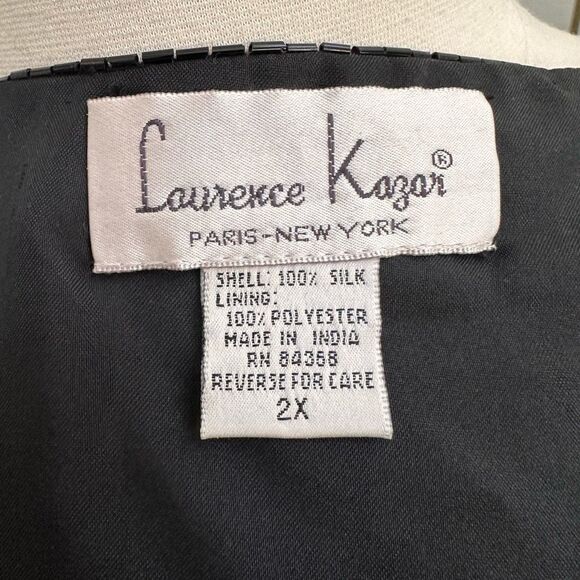 Laurence Kazar®
PARIS-NEW YORK
SHELL: 100% SILK
LINING:
100% POLYESTER
MADE IN INDIA
RN 84358
REVERSE FOR CARE
2X